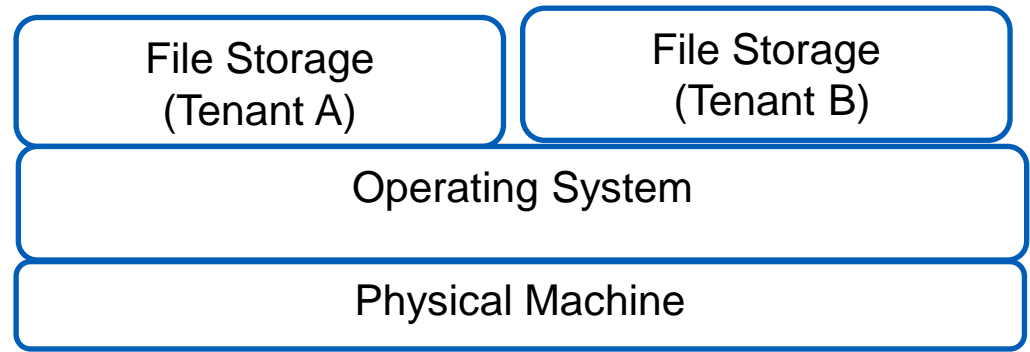 File Storage
(Tenant A)
File Storage
(Tenant B)
Operating System
Physical Machine